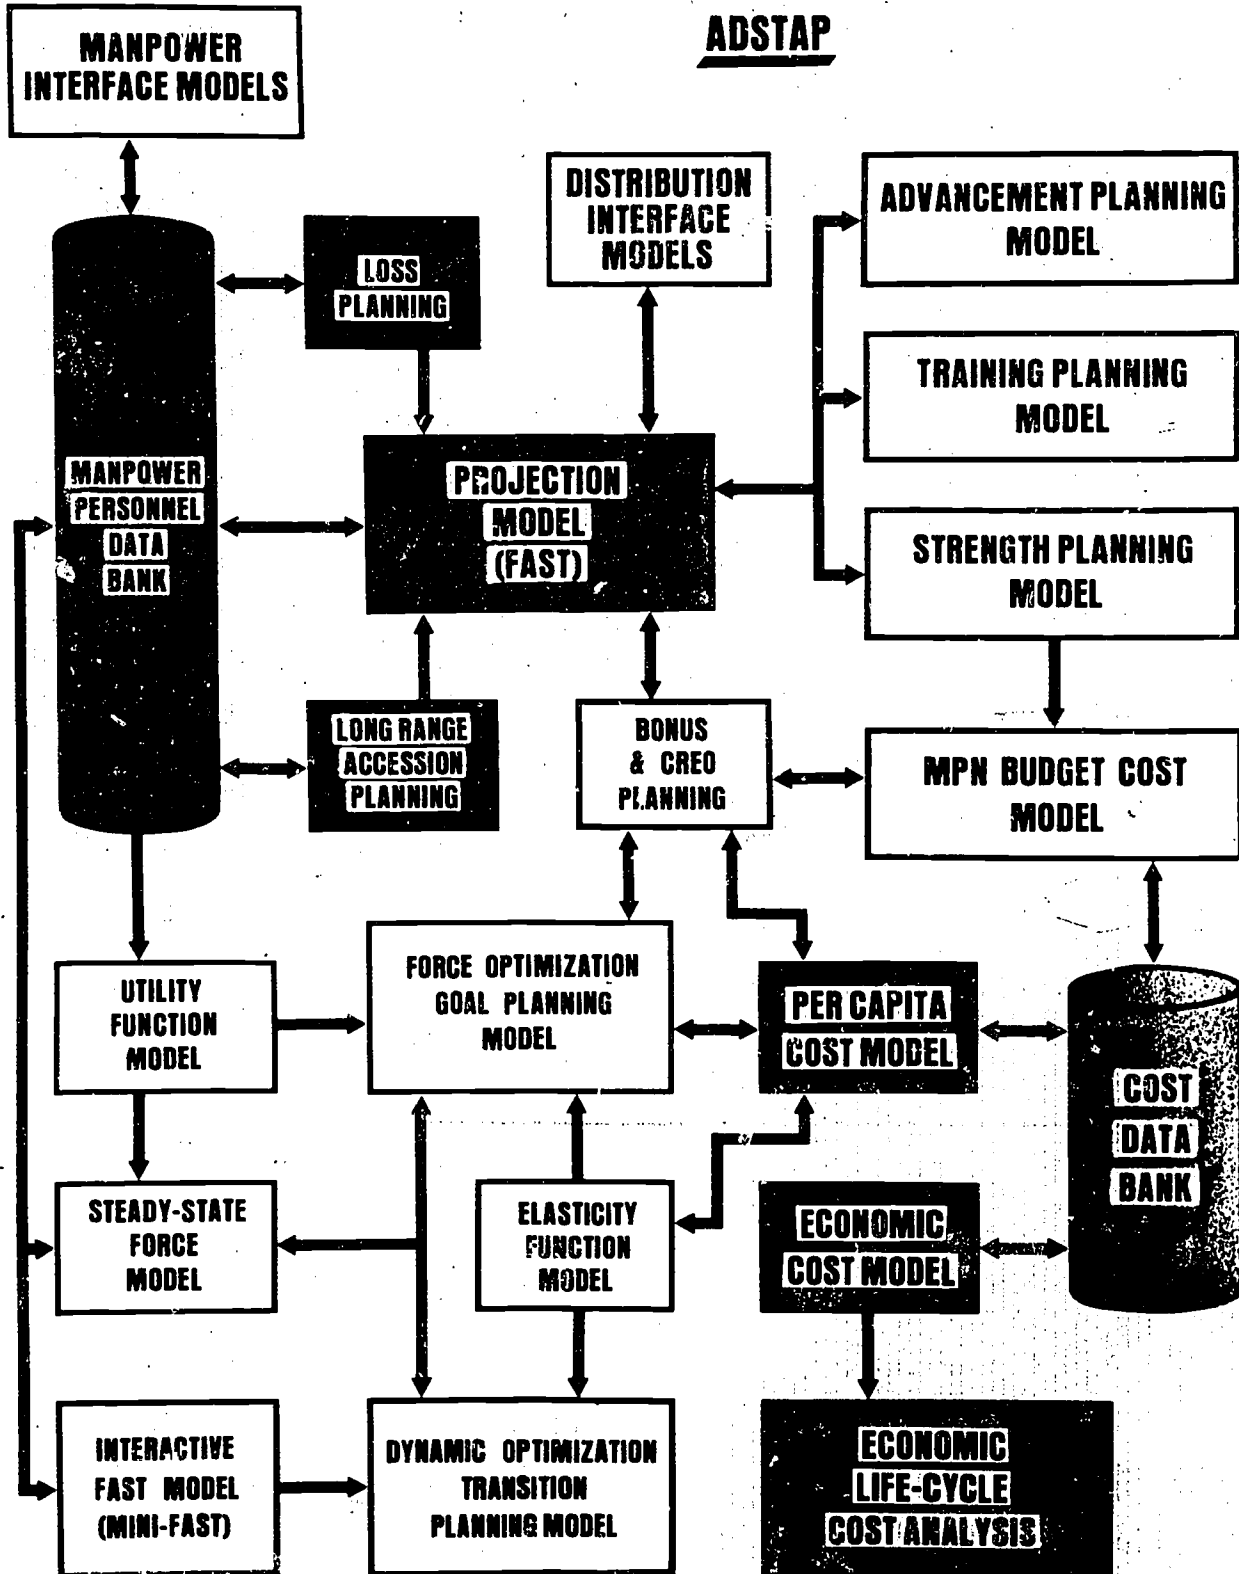 ADSTAP
MANPOWER
INTERFACE MODELS
DISTRIBUTION
INTERFACE
MODELS
ADVANCEMENT PLANNING
MODEL
LOSS
PLANNING
TRAINING PLANNING
MODEL
MANPOWER
PERSONNEL
DATA
BANK
PROJECTION
MODEL
(FAST)
STRENGTH PLANNING
MODEL
LONG RANGE
ACCESSION
PLANNING
BONUS
& CREO
PLANNING
MPN BUDGET COST
MODEL
UTILITY
FUNCTION
MODEL
FORCE OPTIMIZATION
GOAL PLANNING
MODEL
PER CAPITA
COST MODEL
COST
DATA
BANK
STEADY-STATE
FORCE
MODEL
ELASTICITY
FUNCTION
MODEL
ECONOMIC
COST MODEL
INTERACTIVE
FAST MODEL
(MINI-FAST)
DYNAMIC OPTIMIZATION
TRANSITION
PLANNING MODEL
ECONOMIC
LIFE-CYCLE
COST ANALYSIS